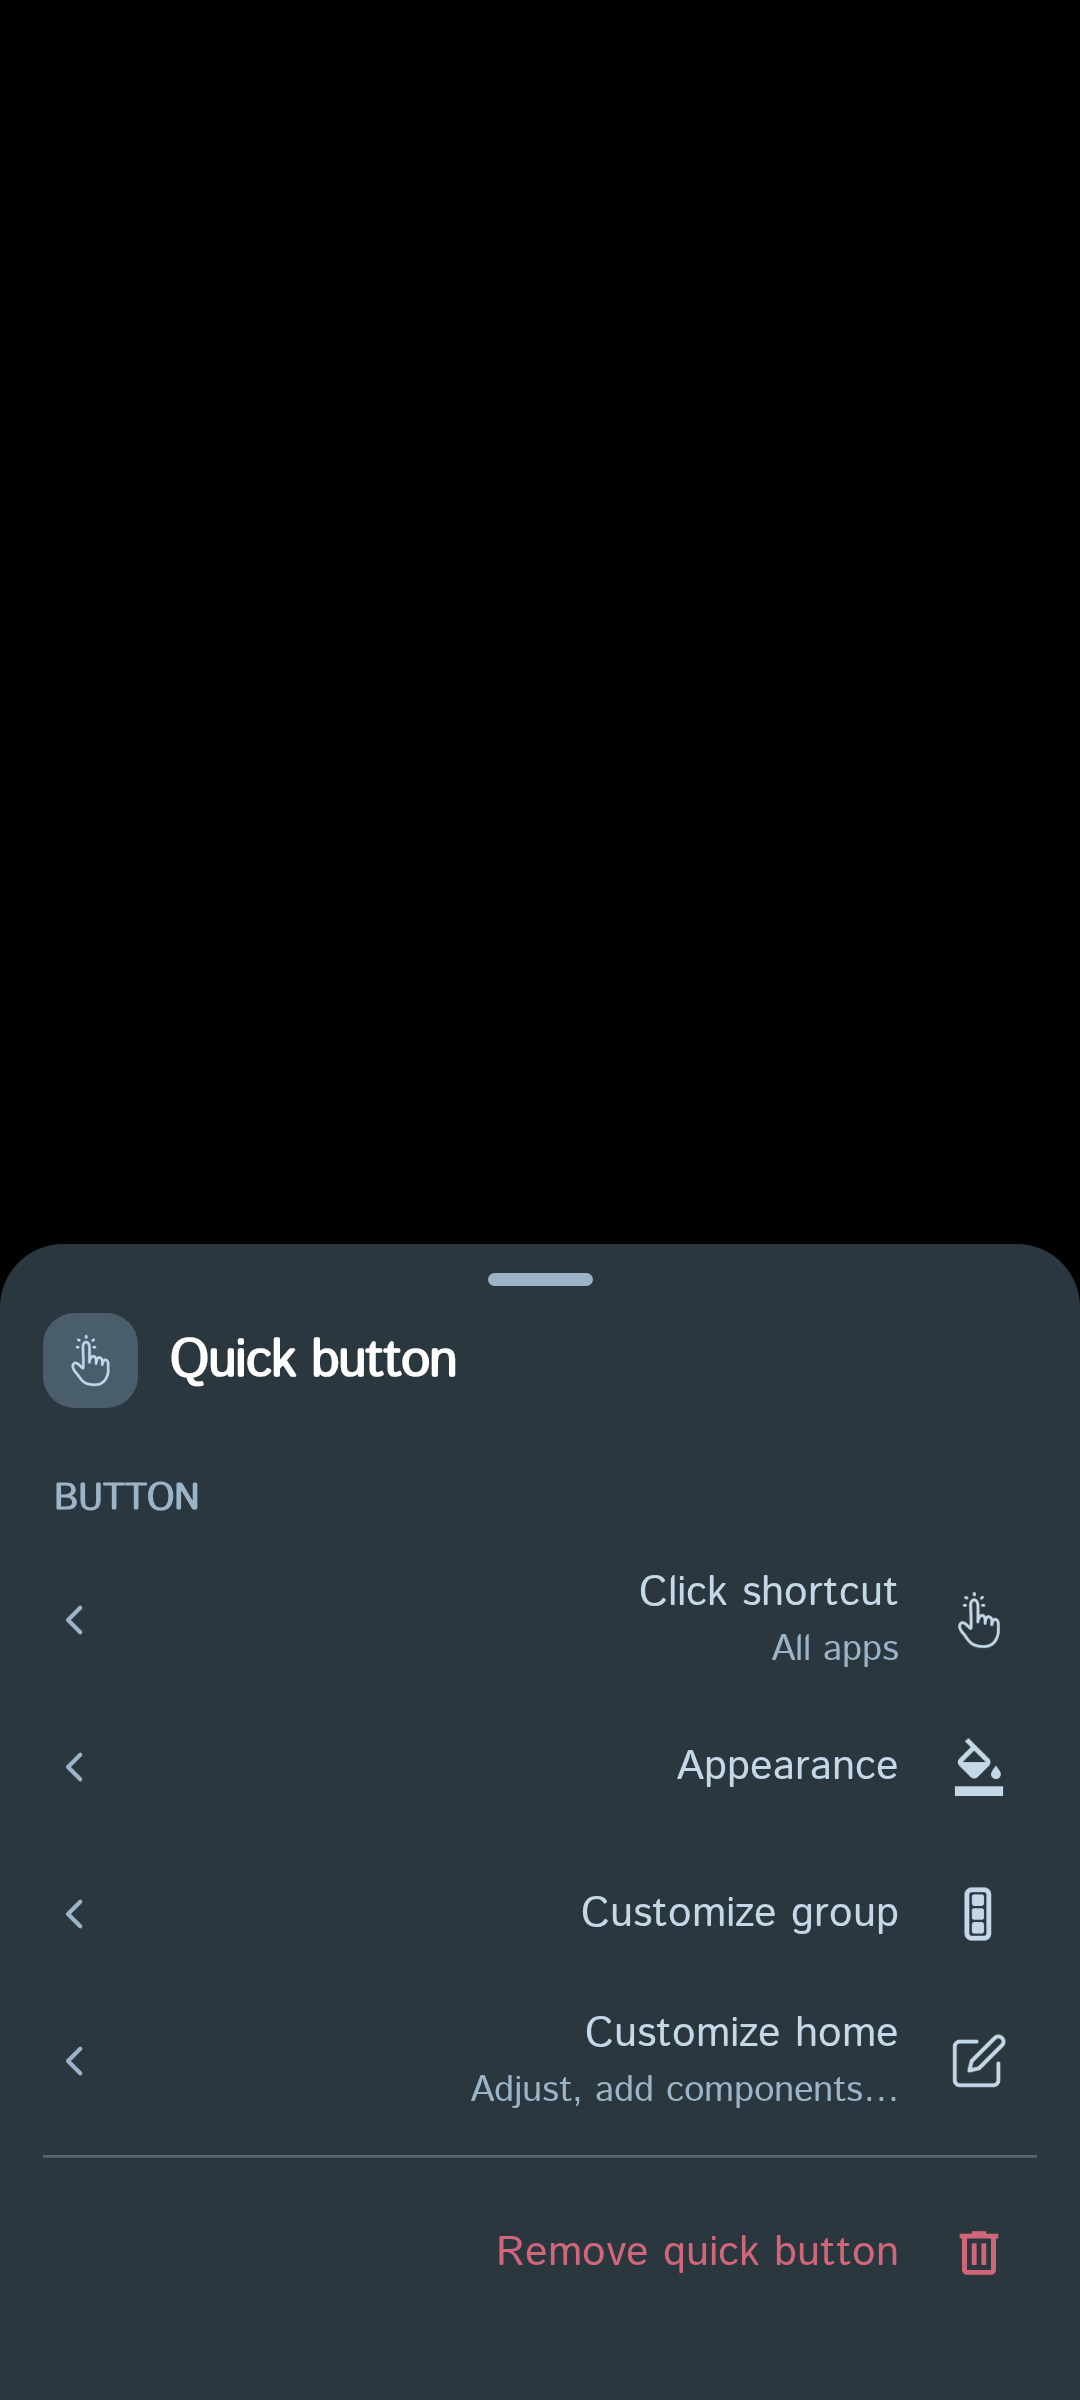 Quick button
BUTTON
Click shortcut
All apps
Appearance
Customize group
Customize home
Adjust, add components...
Remove quick button